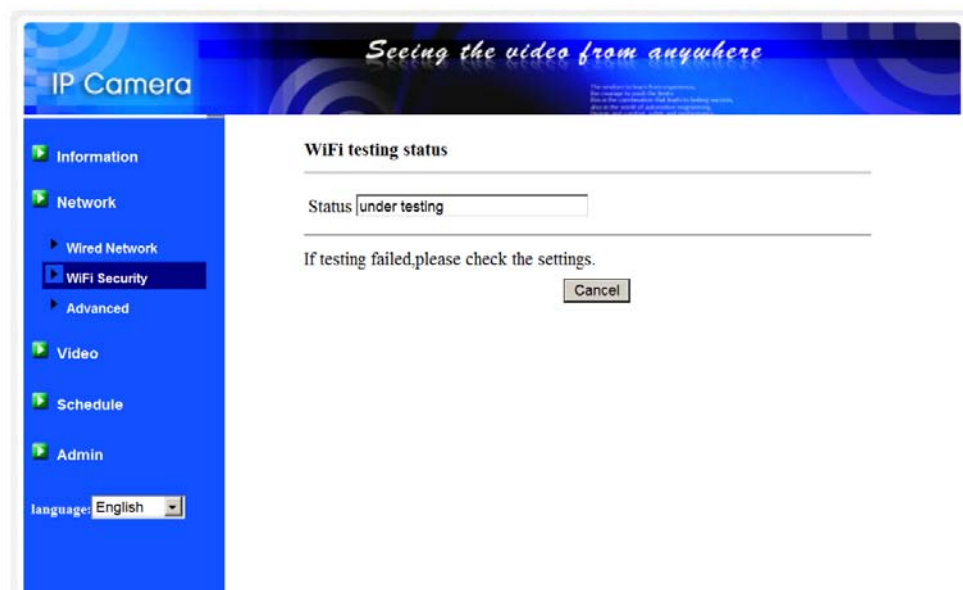 Seeing the video from anywhere
IP Camera
Information
Network
Wired Network
WiFi Security
Advanced
Video
Schedule
Admin
language: English
WiFi testing status
Status under testing
If testing failed,please check the settings.
Cancel